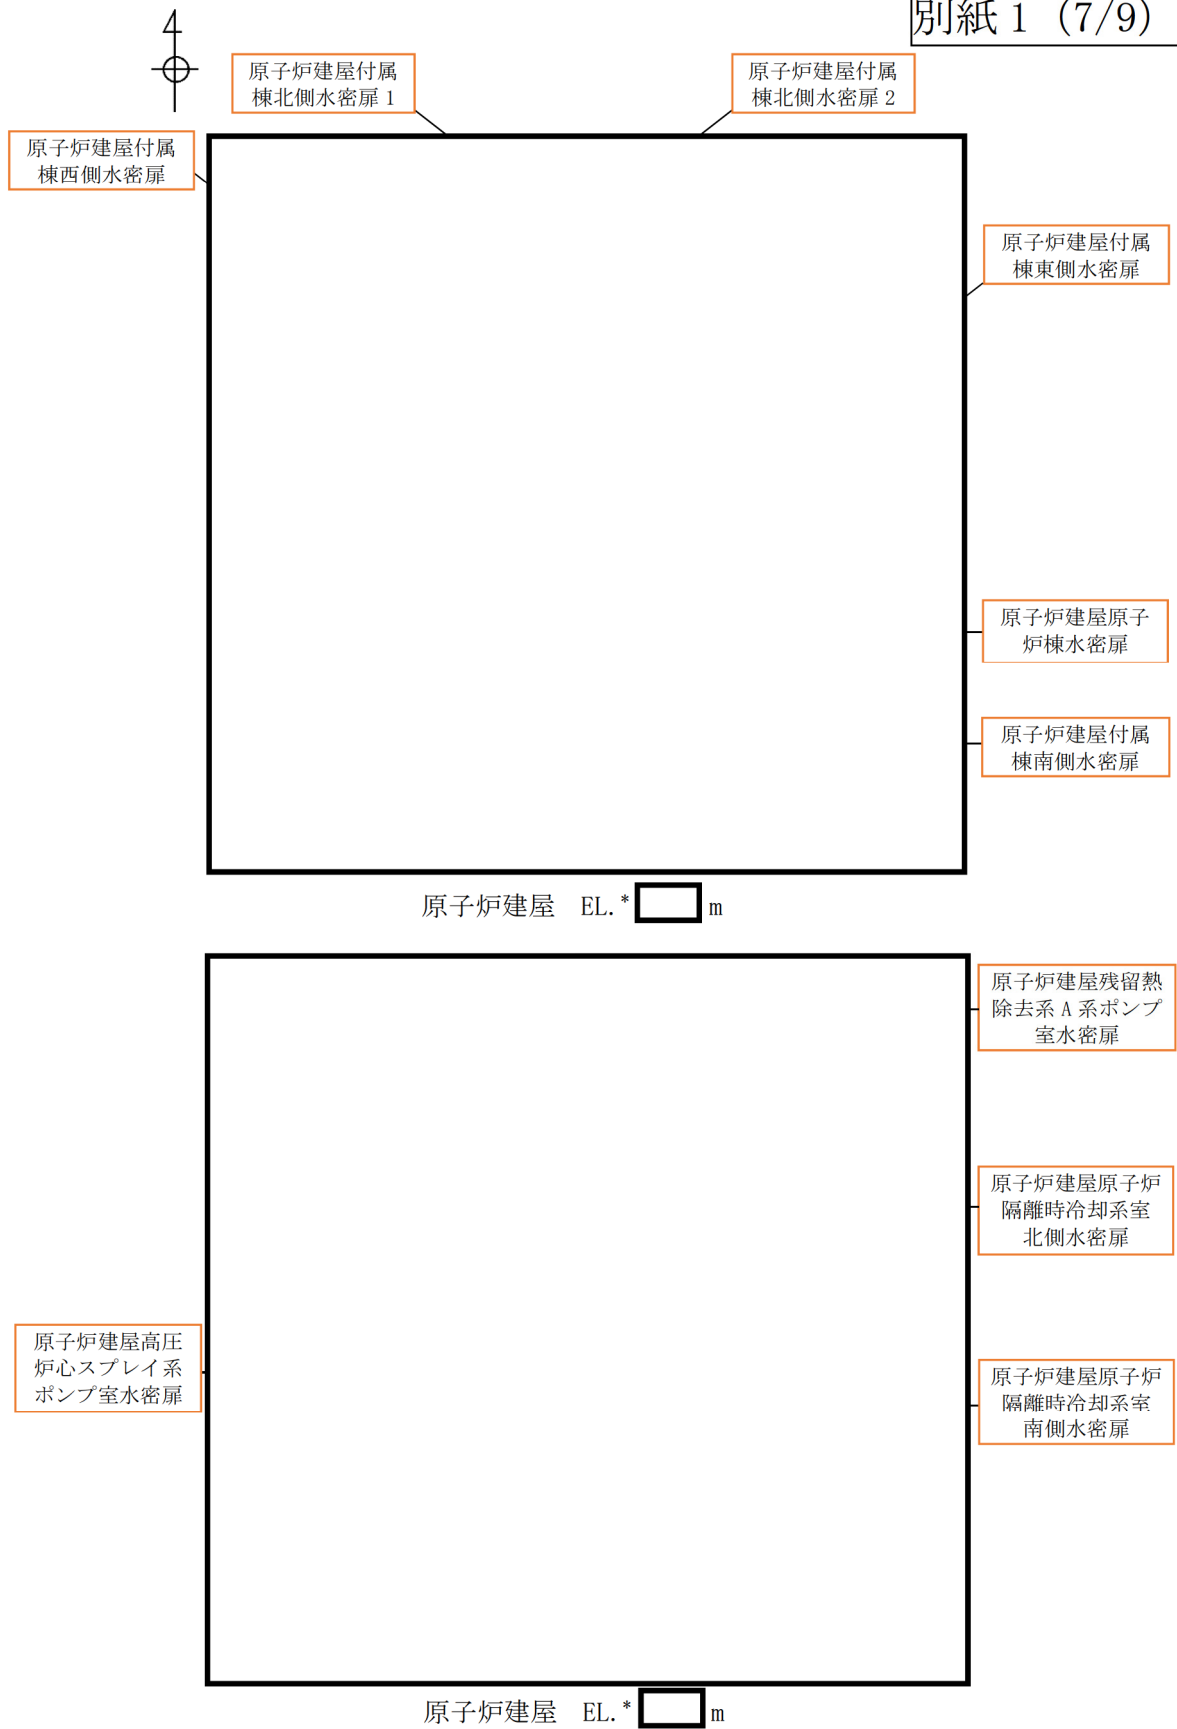 別紙1 (7/9)
原子炉建屋付属
棟北側水密扉1
原子炉建屋付属
棟北側水密扉2
原子炉建屋付属
棟西側水密扉
原子炉建屋付属
棟東側水密扉
原子炉建屋原子
炉棟水密扉
原子炉建屋付属
棟南側水密扉
原子炉建屋 EL.* m
原子炉建屋残留熱
除去系A系ポンプ
室水密扉
原子炉建屋原子炉
隔離時冷却系室
北側水密扉
原子炉建屋高圧
炉心スプレイ系
ポンプ室水密扉
原子炉建屋原子炉
隔離時冷却系室
南側水密扉
原子炉建屋 EL.* m